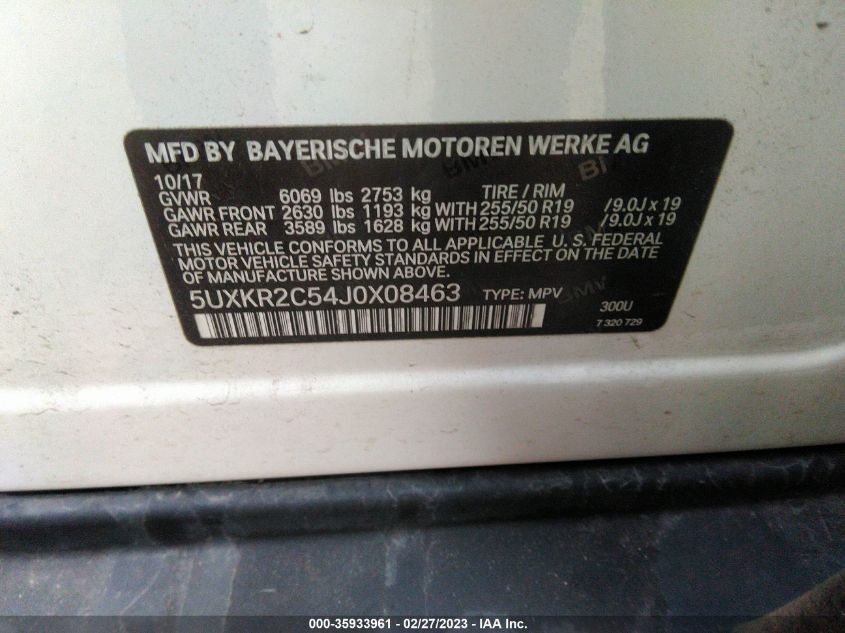 MFD BY BAYERISCHE MOTOREN WERKE AG
10/17 TIRE / RIM
GVWR 6069 lbs 2753 kg
GAWR FRONT 2630 lbs 1193 kg WITH 255/50 R19 /9.0J x 19
GAWR REAR 3589 lbs 1628 kg WITH 255/50 R19 /9.0J x 19
THIS VEHICLE CONFORMS TO ALL APPLICABLE U. S. FEDERAL
MOTOR VEHICLE SAFETY STANDARDS IN EFFECT ON THE DATE
OF MANUFACTURE SHOWN ABOVE.
5UXKR2C54J0X08463 TYPE: MPV
300U
7 320 729
000-35933961 / 02/27/2023 - © IAA Inc.